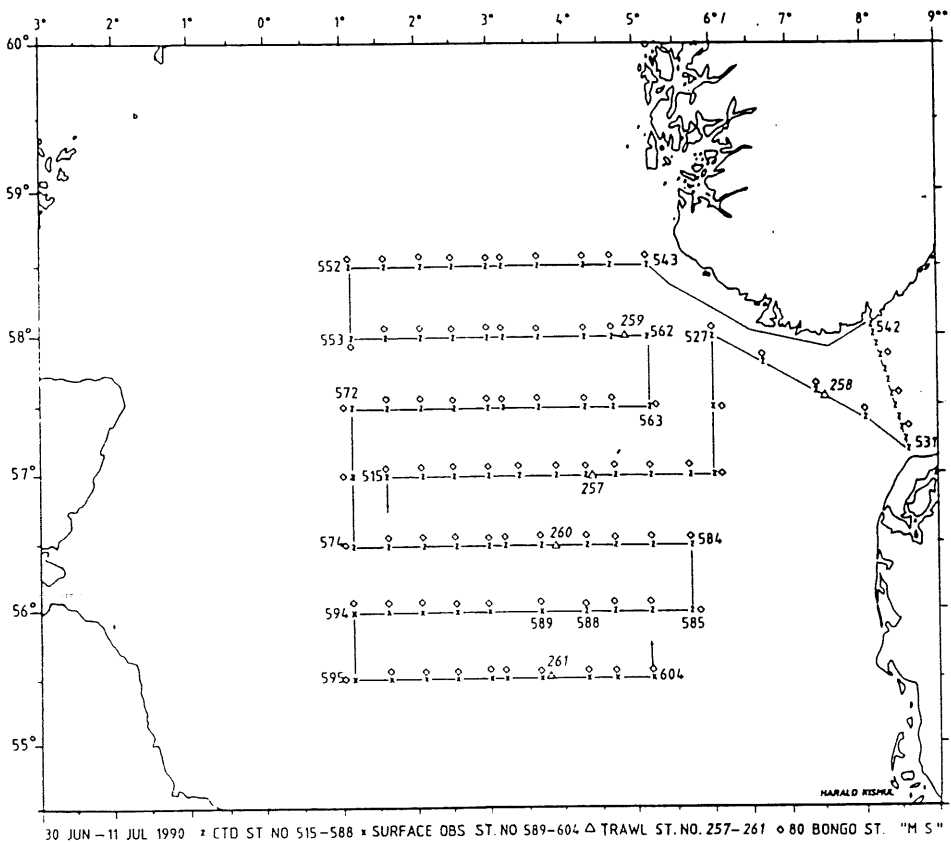 3° 2° 1° 0° 1° 2° 3° 4° 5° 6°/ 7° 8° 9°°
60°
59°
552 543
58° 553 259 562 527 542
572 258
563
57° 515 257 531
574 260 584
56° 594 589 588 585
261
595 604
55°
HARALD KISMUL
30 JUN-11 JUL 1990 z CTD ST NO 515-588 x SURFACE OBS ST. NO 589-604 △ TRAWL ST. NO. 257-261 ◊ 80 BONGO ST. "M S"